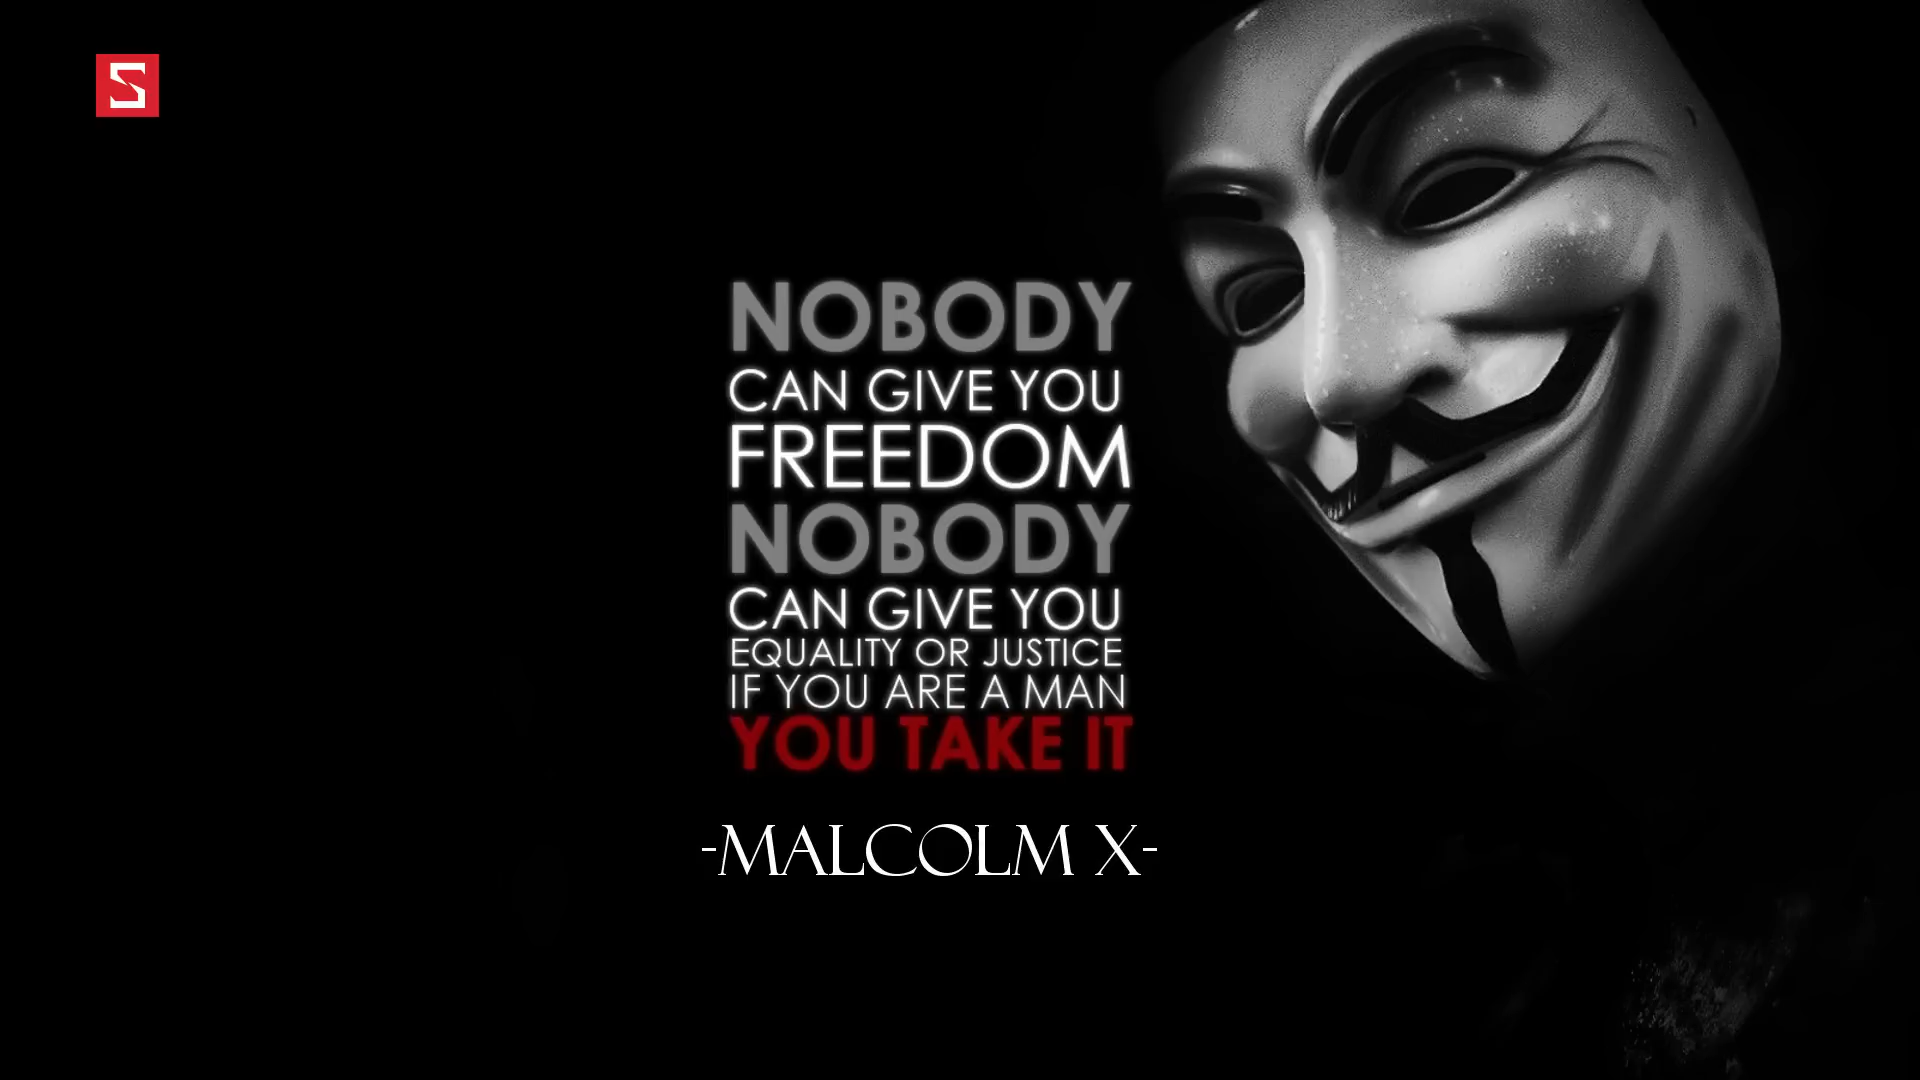 S
NOBODY
CAN GIVE YOU
FREEDOM
NOBODY
CAN GIVE YOU
EQUALITY OR JUSTICE
IF YOU ARE A MAN
YOU TAKE IT
-MALCOLM X-